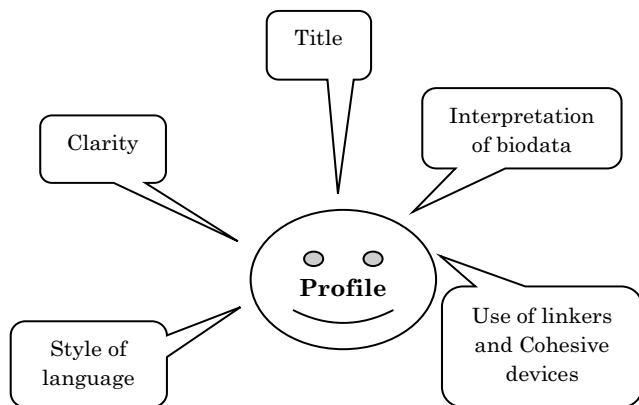 Title
Interpretation
of biodata
Clarity
Profile
Use of linkers
and Cohesive
devices
Style of
language